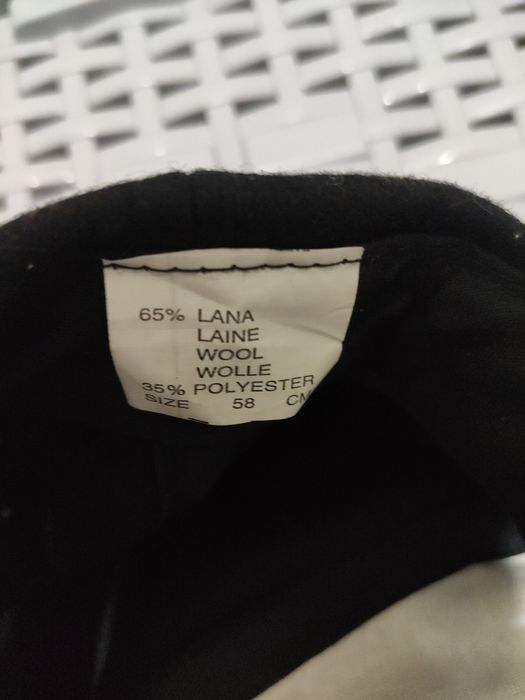 65% LANA
LAINE
WOOL
WOLLE
35% POLYESTER
SIZE 58 CM